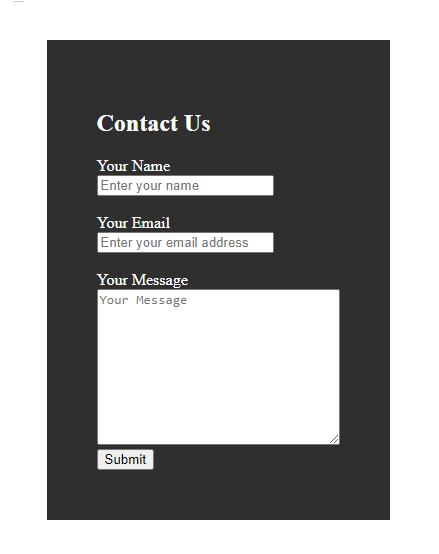 Contact Us
Your Name
Enter your name
Your Email
Enter your email address
Your Message
Your Message
Submit